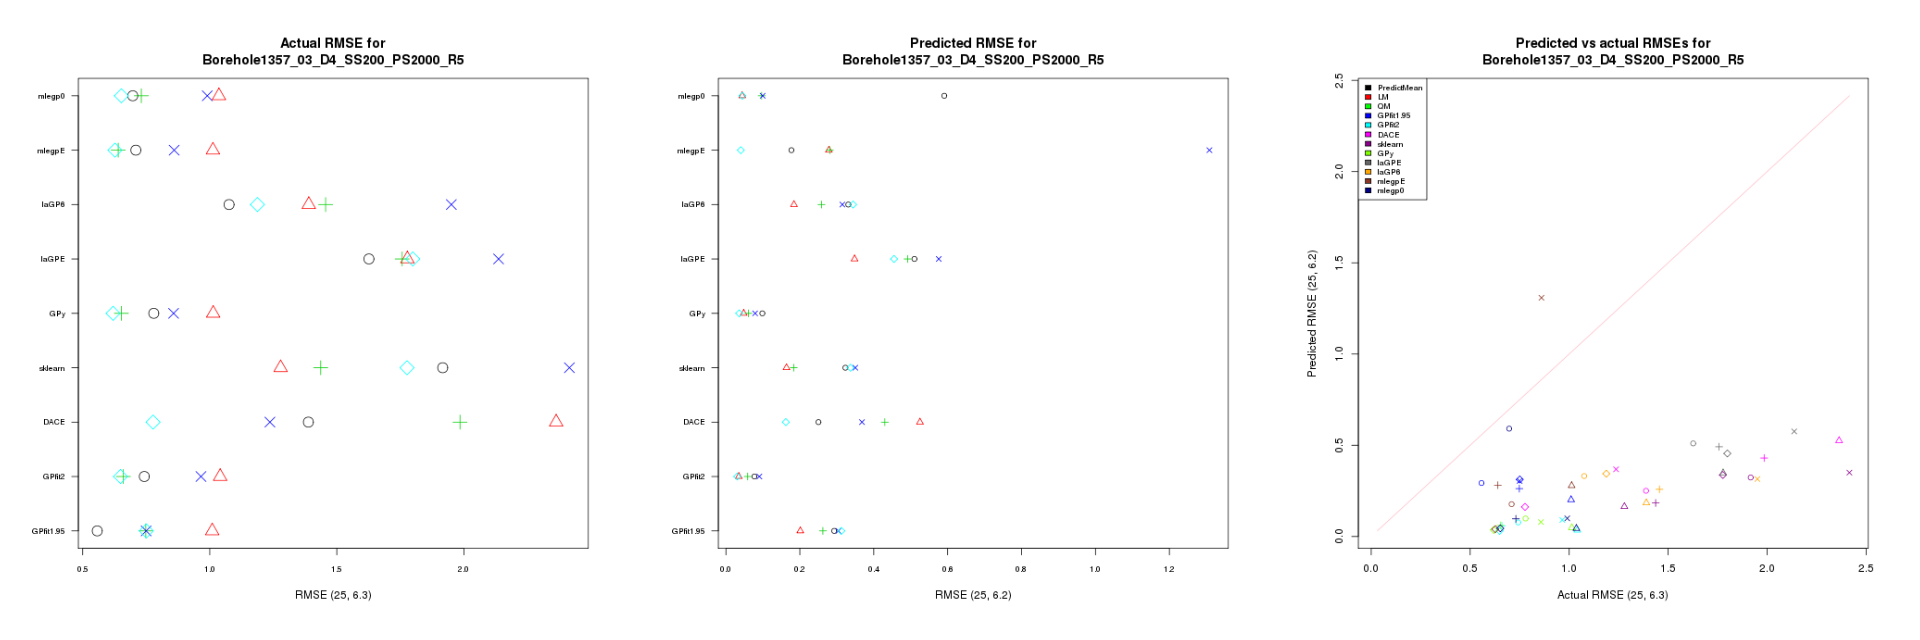 Actual RMSE for
Borehole1357_03_D4_SS200_PS2000_R5
mlegp0
mlegpE
laGP6
laGPE
GPy
sklearn
DACE
GPfit2
GPfit1.95
0.5 1.0 1.5 2.0
RMSE (25, 6.3)
Predicted RMSE for
Borehole1357_03_D4_SS200_PS2000_R5
mlegp0
mlegpE
laGP6
laGPE
GPy
sklearn
DACE
GPfit2
GPfit1.95
0.0 0.2 0.4 0.6 0.8 1.0 1.2
RMSE (25, 6.2)
Predicted vs actual RMSEs for
Borehole1357_03_D4_SS200_PS2000_R5
PredictMean
LM
QM
GPfit1.95
GPfit2
DACE
sklearn
GPy
laGPE
laGP6
mlegpE
mlegp0
2.5
2.0
1.5
1.0
0.5
0.0
Predicted RMSE (25, 6.2)
0.0 0.5 1.0 1.5 2.0 2.5
Actual RMSE (25, 6.3)